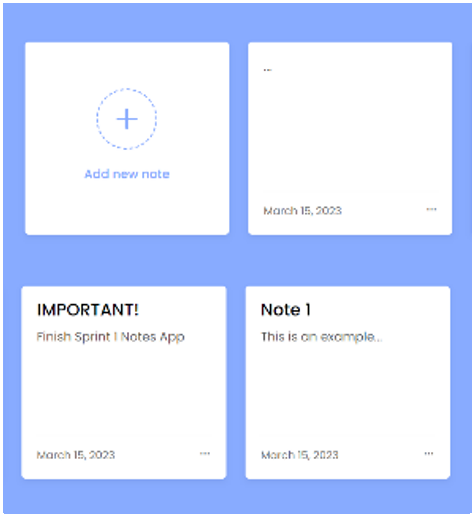 Add new note
...
March 15, 2023
...
IMPORTANT!
Finish Sprint 1 Notes App
March 15, 2023
...
Note 1
This is an example...
March 15, 2023
...